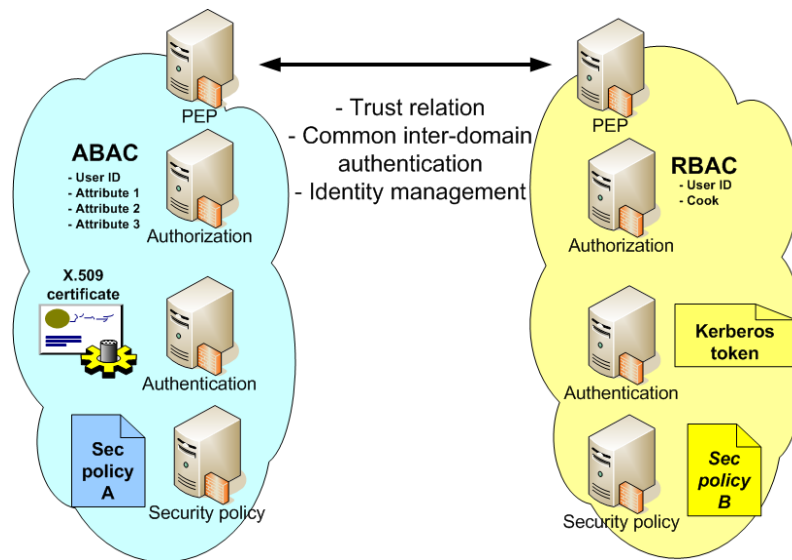 PEP
ABAC
- User ID
- Attribute 1
- Attribute 2
- Attribute 3
Authorization
X.509
certificate
Authentication
Sec
policy
A
Security policy
- Trust relation
- Common inter-domain
authentication
- Identity management
PEP
RBAC
- User ID
- Cook
Authorization
Kerberos
token
Authentication
Sec
policy
B
Security policy